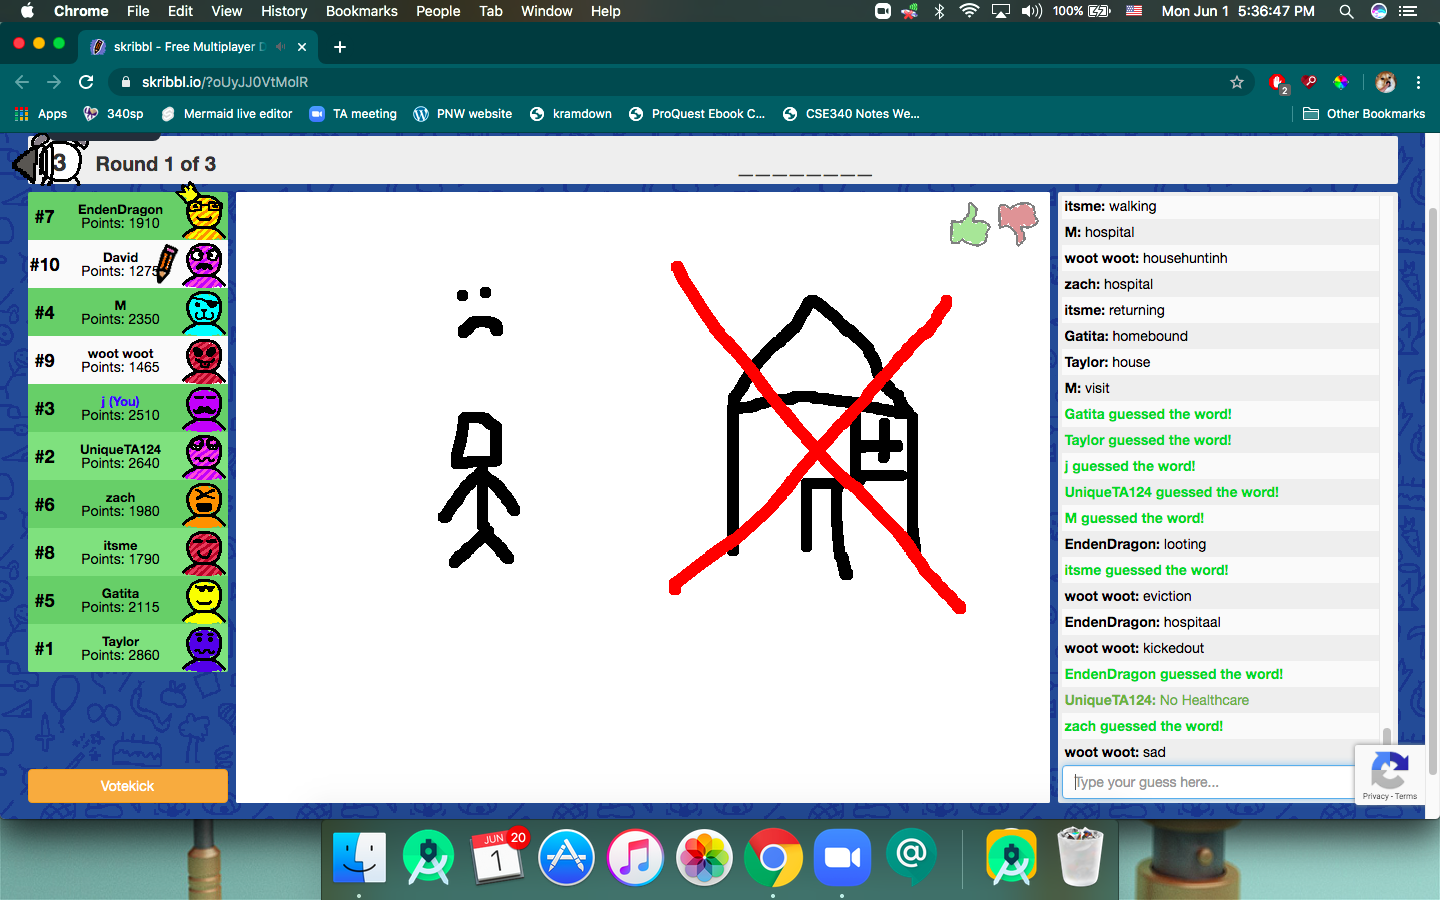 Chrome File Edit View History Bookmarks People Tab Window Help 100% Mon Jun 1 5:36:47 PM
skribbl - Free Multiplayer D
skribbl.io/?oUyJJ0VtMolR
2
Apps 340sp Mermaid live editor TA meeting PNW website kramdown ProQuest Ebook C... CSE340 Notes We... Other Bookmarks
3 Round 1 of 3 ________
#7 EndenDragon
Points: 1910
#10 David
Points: 1275
#4 M
Points: 2350
#9 woot woot
Points: 1465
#3 j (You)
Points: 2510
#2 UniqueTA124
Points: 2640
#6 zach
Points: 1980
#8 itsme
Points: 1790
#5 Gatita
Points: 2115
#1 Taylor
Points: 2860
Votekick
itsme: walking
M: hospital
woot woot: househuntinh
zach: hospital
itsme: returning
Gatita: homebound
Taylor: house
M: visit
Gatita guessed the word!
Taylor guessed the word!
j guessed the word!
UniqueTA124 guessed the word!
M guessed the word!
EndenDragon: looting
itsme guessed the word!
woot woot: eviction
EndenDragon: hospitaal
woot woot: kickedout
EndenDragon guessed the word!
UniqueTA124: No Healthcare
zach guessed the word!
woot woot: sad
Type your guess here...
Privacy - Terms
JUN 20
1